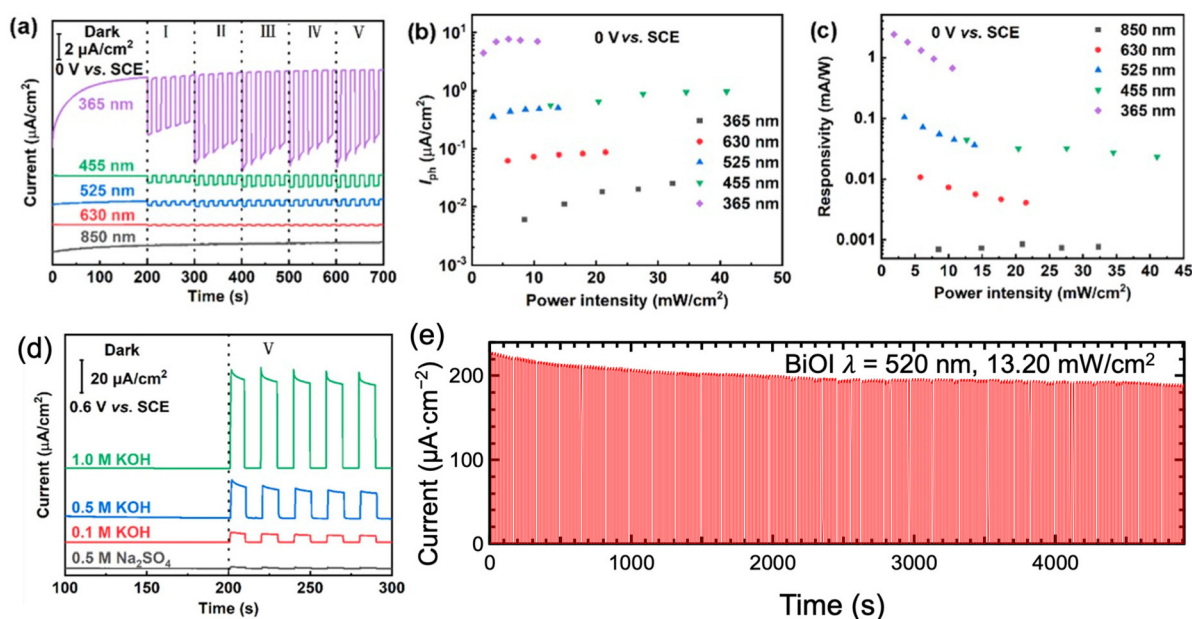 (a)
I II III IV V
2 μA/cm²
Dark
0 V vs. SCE
365 nm
455 nm
525 nm
630 nm
850 nm
Current (μA/cm²)
0 100 200 300 400 500 600 700
Time (s)
(b)
0 V vs. SCE
10¹
10⁰
10⁻¹
10⁻²
10⁻³
Iph (μA/cm²)
365 nm
630 nm
525 nm
455 nm
365 nm
0 10 20 30 40 50
Power intensity (mW/cm²)
(c)
0 V vs. SCE
850 nm
630 nm
525 nm
455 nm
365 nm
1
0.1
0.01
0.001
Responsivity (mA/W)
0 5 10 15 20 25 30 35 40 45
Power intensity (mW/cm²)
(d)
Dark
V
20 μA/cm²
0.6 V vs. SCE
1.0 M KOH
0.5 M KOH
0.1 M KOH
0.5 M Na₂SO₄
Current (μA/cm²)
100 150 200 250 300
Time (s)
(e)
BiOI λ = 520 nm, 13.20 mW/cm²
200
100
0
Current (μA·cm⁻²)
0 1000 2000 3000 4000
Time (s)